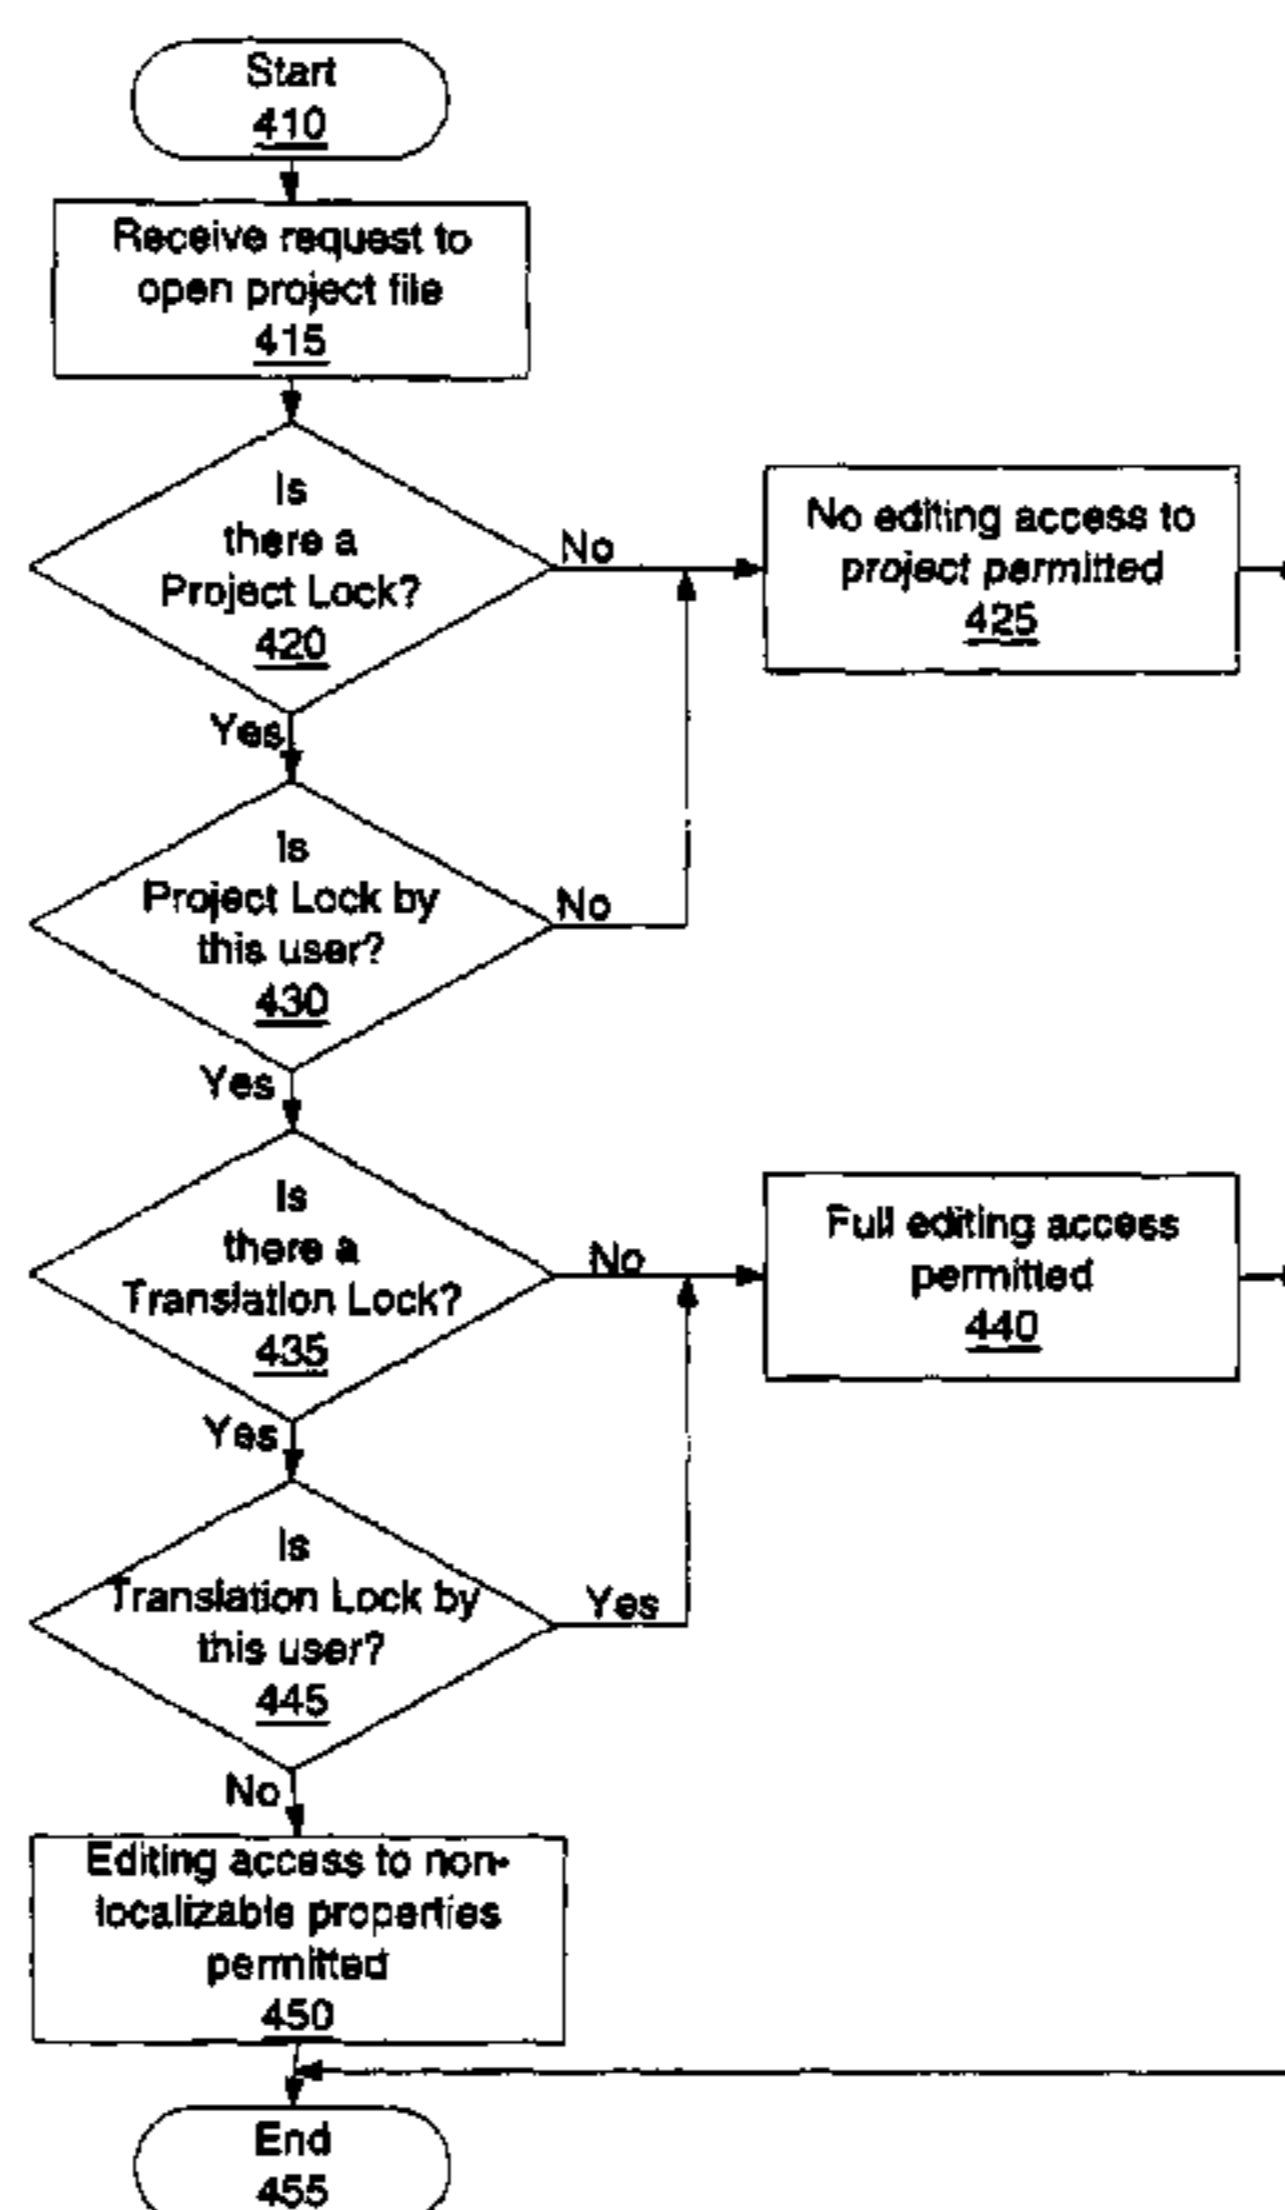 Start
410
Receive request to
open project file
415
Is
there a
Project Lock?
420
No
No editing access to
project permitted
425
Yes
Is
Project Lock by
this user?
430
No
Yes
Is
there a
Translation Lock?
435
No
Full editing access
permitted
440
Yes
Is
Translation Lock by
this user?
445
Yes
No
Editing access to non-
localizable properties
permitted
450
End
455